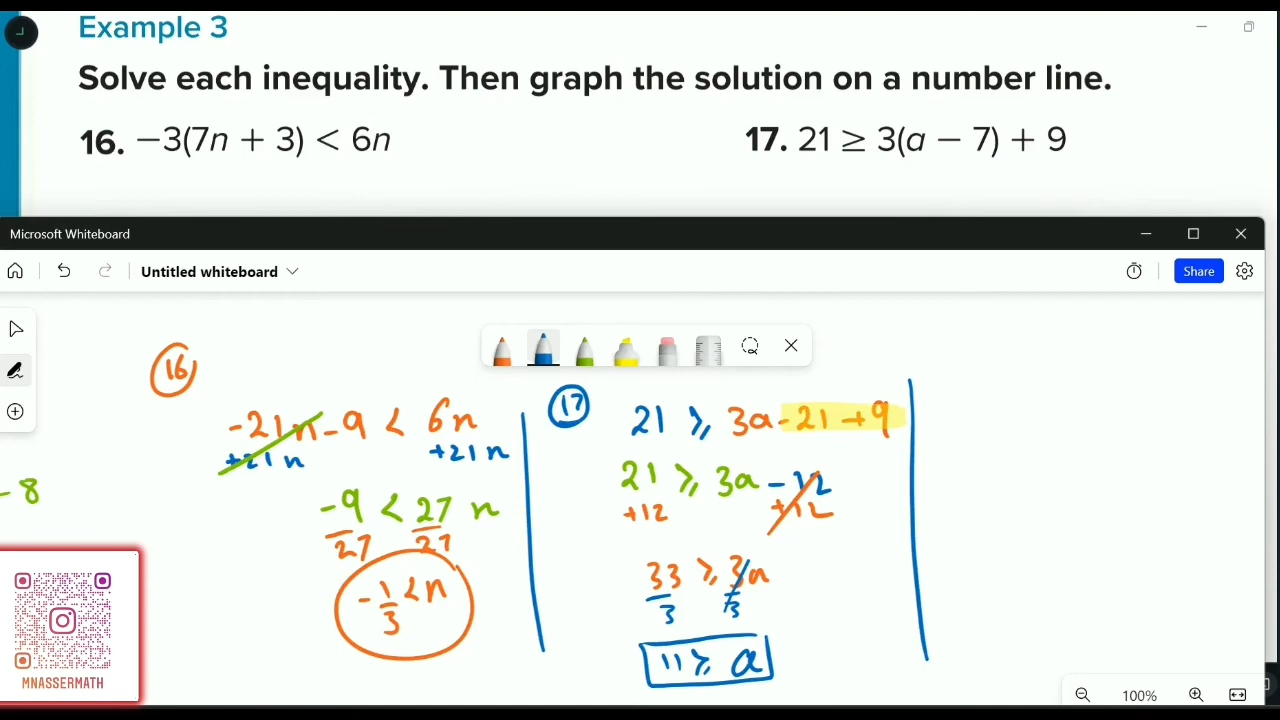 Example 3
Solve each inequality. Then graph the solution on a number line.
16. −3(7n + 3) < 6n
17. 21 ≥ 3(a − 7) + 9
Microsoft Whiteboard
Untitled whiteboard
Share
16
-21n - 9 < 6n
+21n +21n
-9 < 27 n
27 27
-1/3 < n
17
21 ≥ 3a - 21 + 9
21 ≥ 3a - 12
+12 +12
33 ≥ 3a
3 3
11 ≥ a
- 8
MNASSERMATH
100%